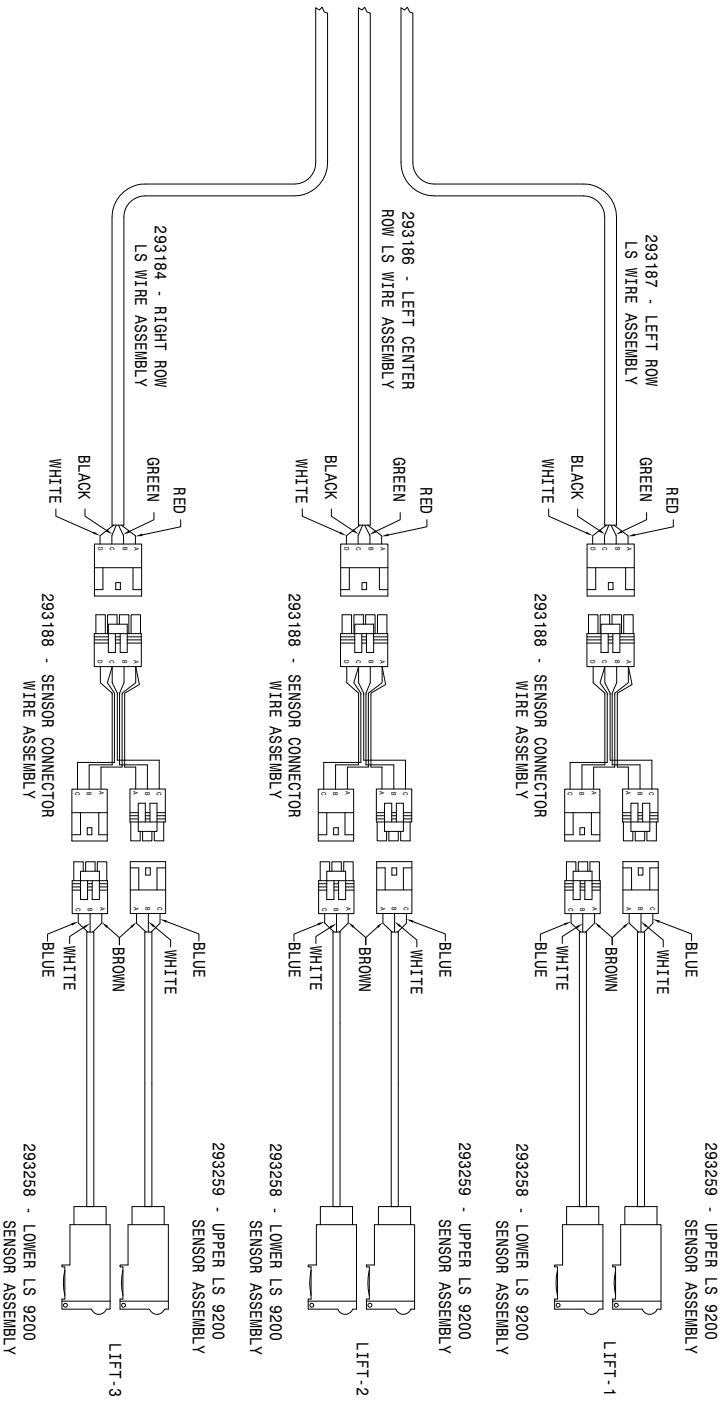 293187 - LEFT ROW
LS WIRE ASSEMBLY
RED
GREEN
BLACK
WHITE
A
B
C
D
A
B
C
D
293188 - SENSOR CONNECTOR
WIRE ASSEMBLY
C
B
A
A
B
C
C
B
A
A
B
C
BLUE
WHITE
BROWN
WHITE
BLUE
293259 - UPPER LS 9200
SENSOR ASSEMBLY
LIFT-1
293258 - LOWER LS 9200
SENSOR ASSEMBLY
293186 - LEFT CENTER
ROW LS WIRE ASSEMBLY
RED
GREEN
BLACK
WHITE
A
B
C
D
A
B
C
D
293188 - SENSOR CONNECTOR
WIRE ASSEMBLY
C
B
A
A
B
C
C
B
A
A
B
C
BLUE
WHITE
BROWN
WHITE
BLUE
293259 - UPPER LS 9200
SENSOR ASSEMBLY
LIFT-2
293258 - LOWER LS 9200
SENSOR ASSEMBLY
293184 - RIGHT ROW
LS WIRE ASSEMBLY
RED
GREEN
BLACK
WHITE
A
B
C
D
A
B
C
D
293188 - SENSOR CONNECTOR
WIRE ASSEMBLY
C
B
A
A
B
C
C
B
A
A
B
C
BLUE
WHITE
BROWN
WHITE
BLUE
293259 - UPPER LS 9200
SENSOR ASSEMBLY
LIFT-3
293258 - LOWER LS 9200
SENSOR ASSEMBLY